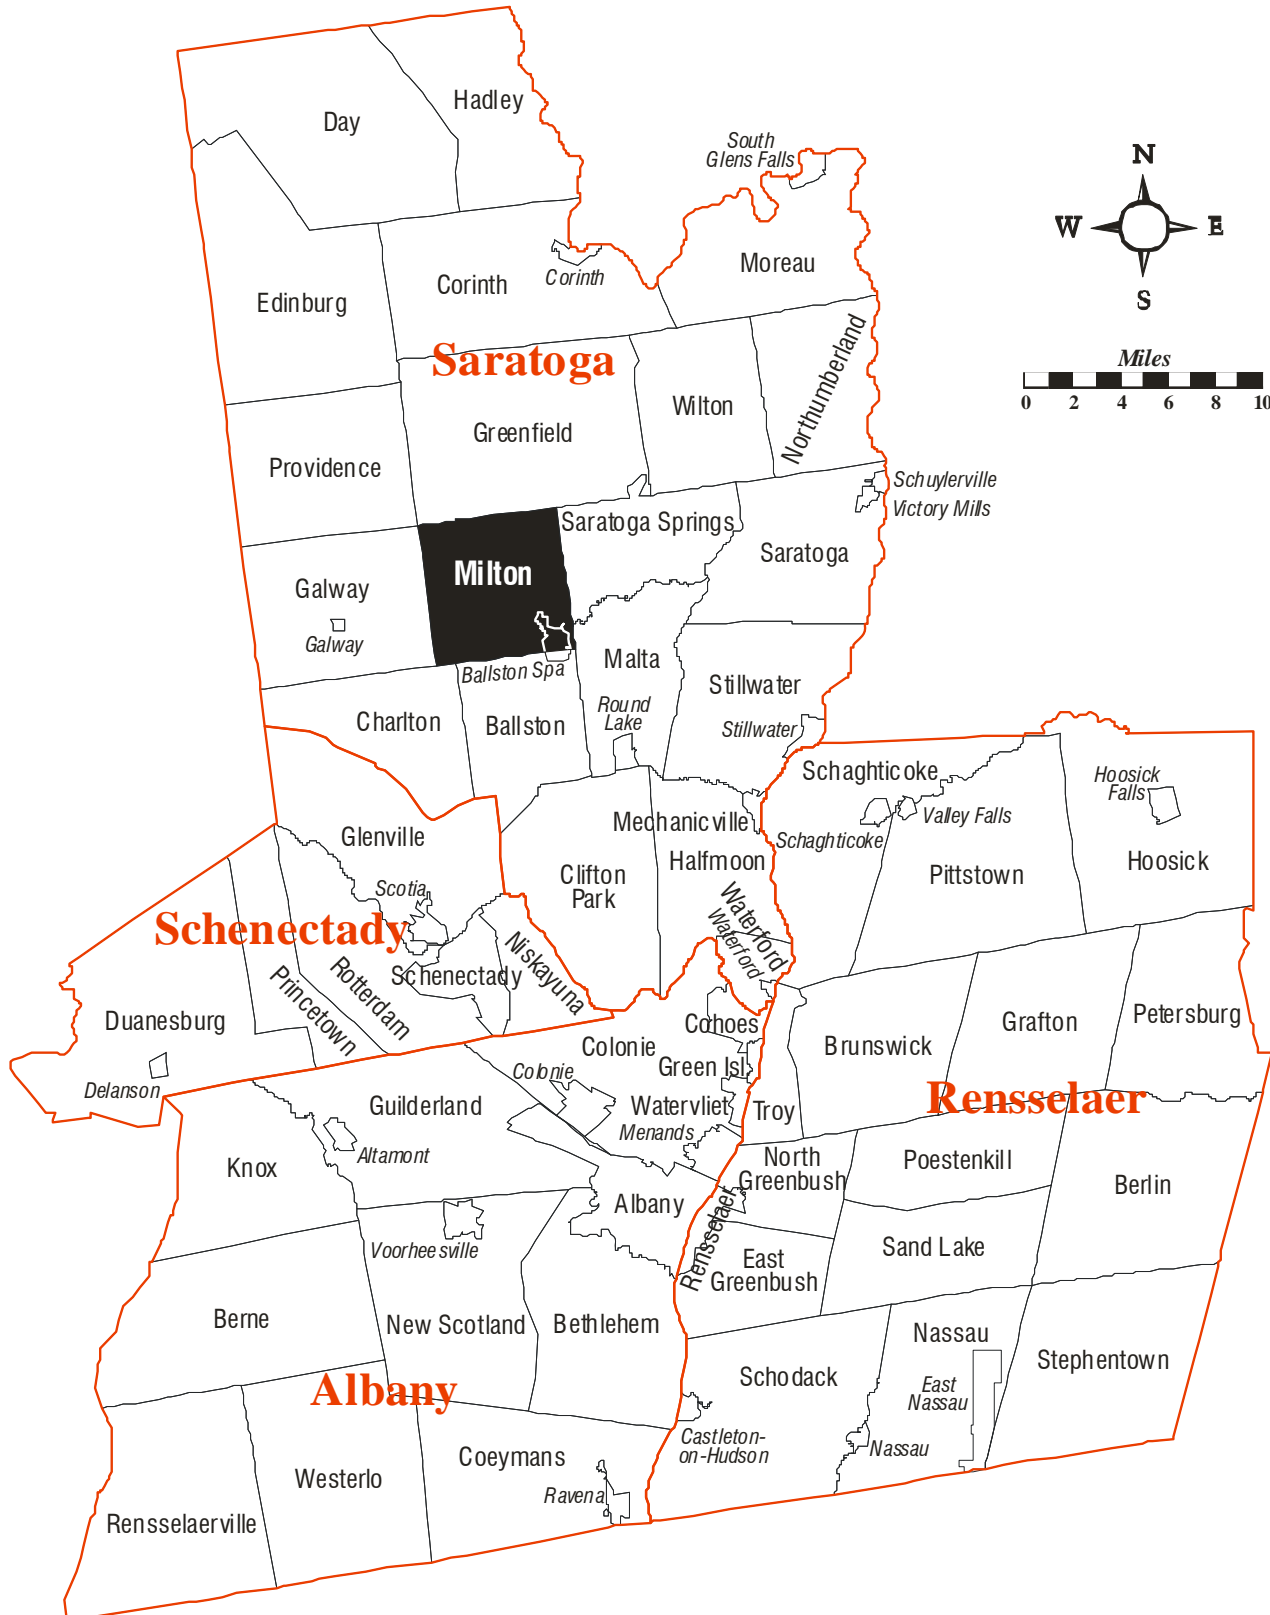 Hadley
Day
South
Glens Falls
N
W
E
S
Moreau
Corinth
Corinth
Edinburg
Northumberland
Saratoga
Miles
0 2 4 6 8 10
Wilton
Greenfield
Providence
Schuylerville
Victory Mills
Saratoga Springs
Saratoga
Milton
Galway
Galway
Malta
Ballston Spa
Stillwater
Round
Lake
Charlton
Ballston
Stillwater
Schaghticoke
Hoosick
Falls
Valley Falls
Mechanicville
Schaghticoke
Glenville
Halfmoon
Hoosick
Clifton
Park
Pittstown
Scotia
Waterford
Waterford
Schenectady
Niskayuna
Schenectady
Rotterdam
Princetown
Duanesburg
Cohoes
Grafton
Petersburg
Colonie
Brunswick
Green Isl
Colonie
Delanson
Rensselaer
Guilderland
Watervliet
Troy
Menands
Altamont
Knox
North
Greenbush
Poestenkill
Berlin
Albany
Rensselaer
Voorheesville
Sand Lake
East
Greenbush
Berne
New Scotland
Bethlehem
Nassau
Stephentown
Schodack
Albany
East
Nassau
Castleton-
on-Hudson
Nassau
Coeymans
Westerlo
Ravena
Rensselaerville